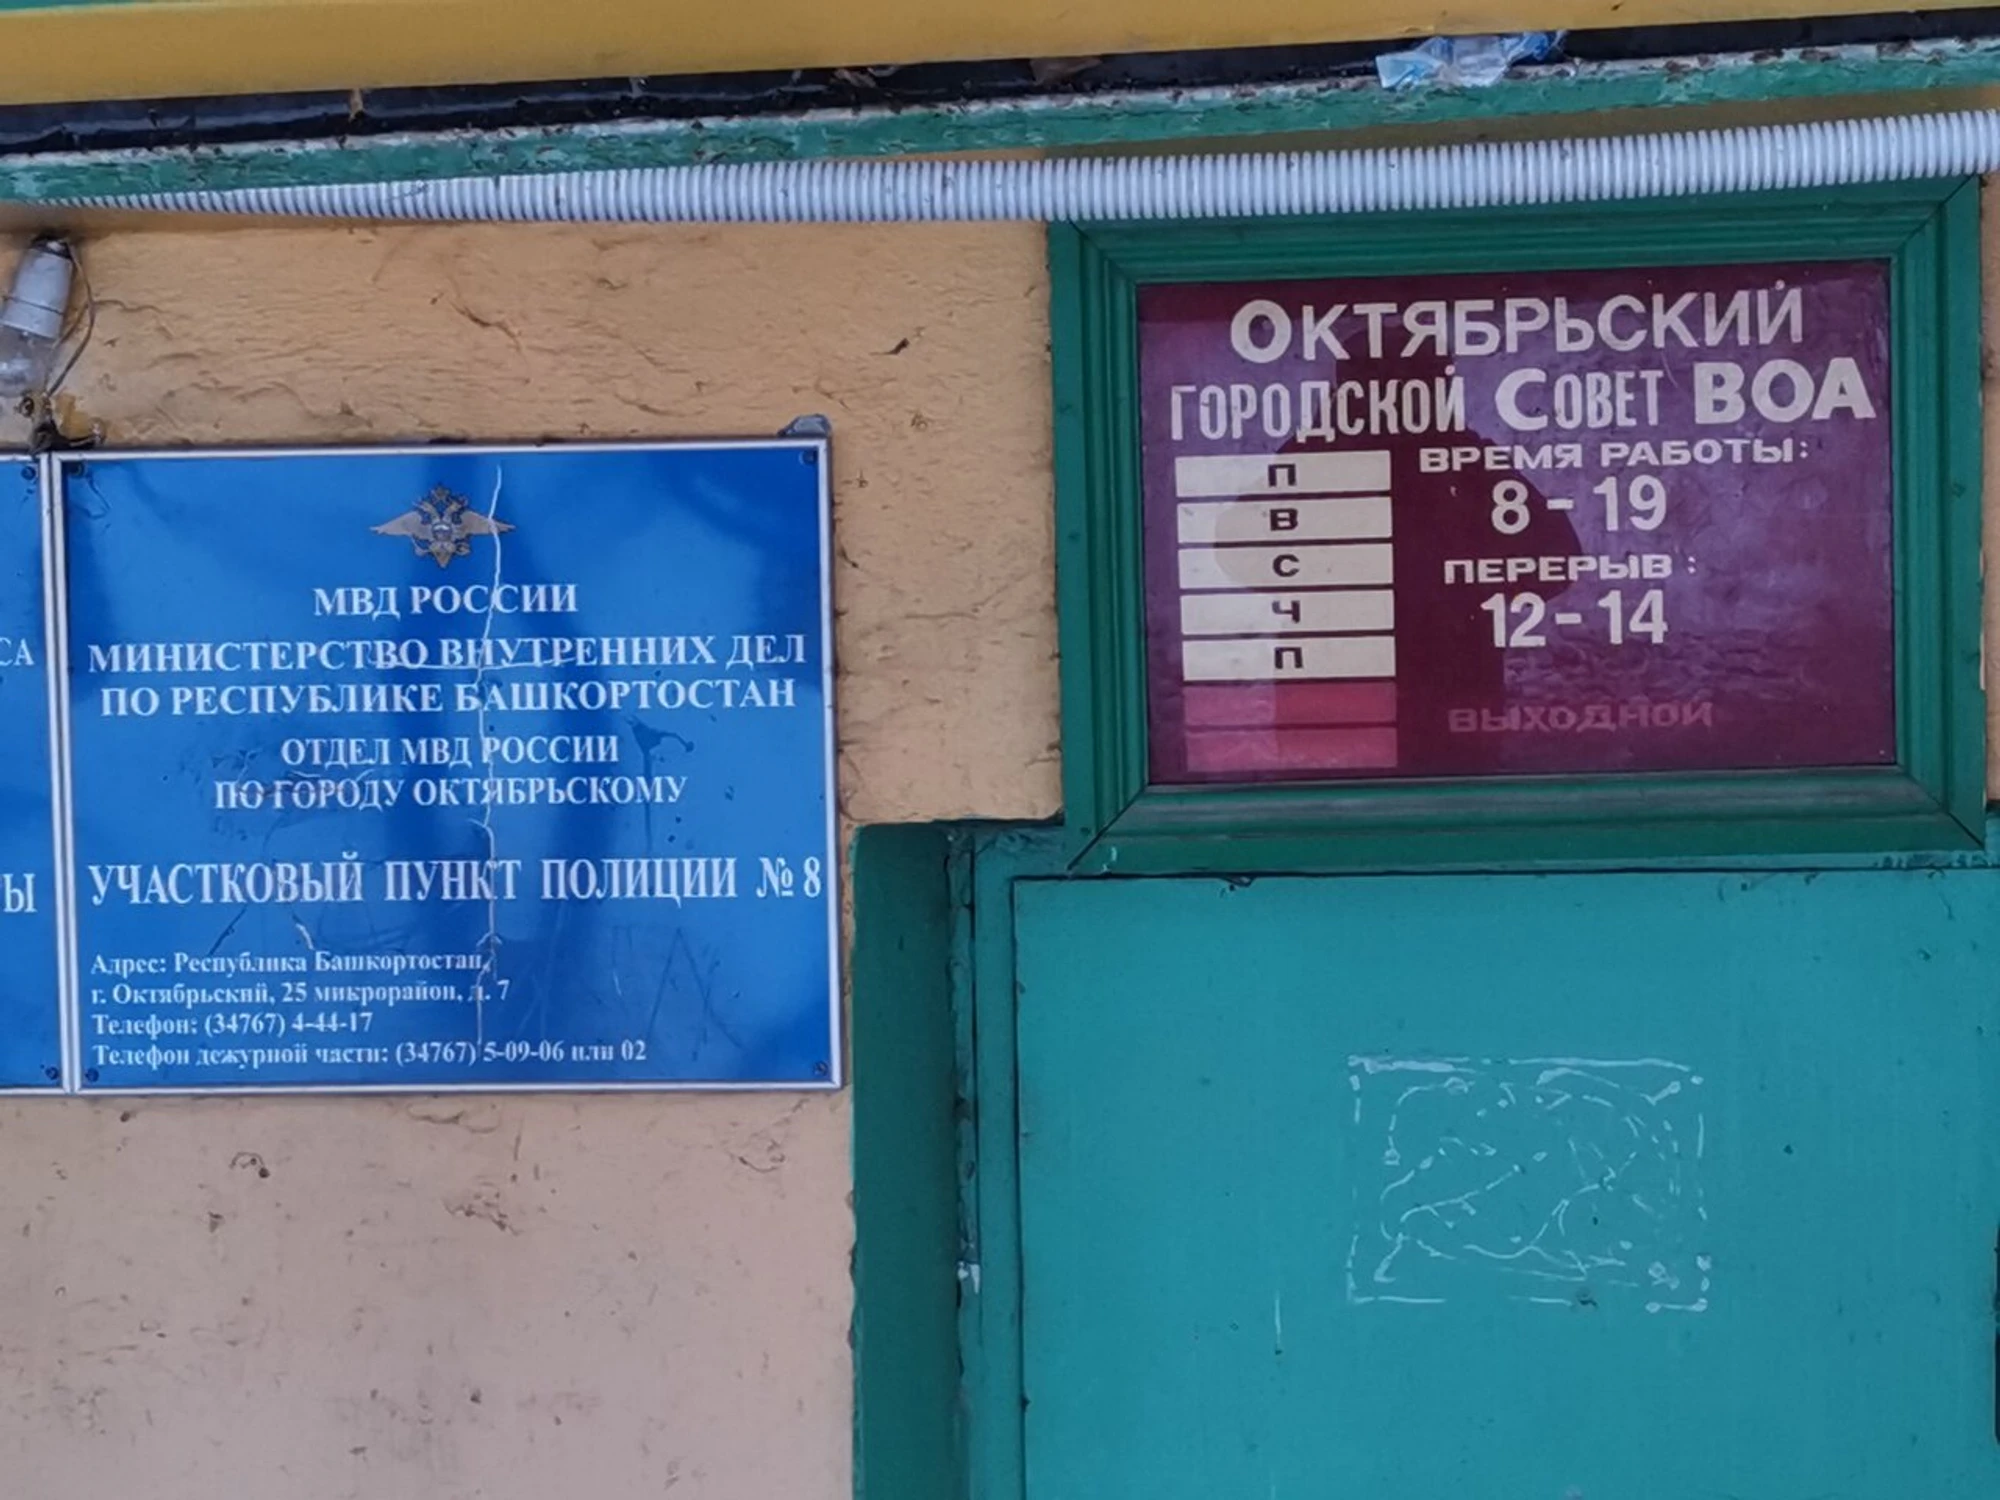 СА
Ы
МВД РОССИИ
МИНИСТЕРСТВО ВНУТРЕННИХ ДЕЛ
ПО РЕСПУБЛИКЕ БАШКОРТОСТАН
ОТДЕЛ МВД РОССИИ
ПО ГОРОДУ ОКТЯБРЬСКОМУ
УЧАСТКОВЫЙ ПУНКТ ПОЛИЦИИ №8
Адрес: Республика Башкортостан,
г. Октябрьский, 25 микрорайон, д. 7
Телефон: (34767) 4-44-17
Телефон дежурной части: (34767) 5-09-06 или 02
ОКТЯБРЬСКИЙ
ГОРОДСКОЙ СОВЕТ ВОА
П
В
С
Ч
П
ВРЕМЯ РАБОТЫ:
8-19
ПЕРЕРЫВ:
12-14
ВЫХОДНОЙ